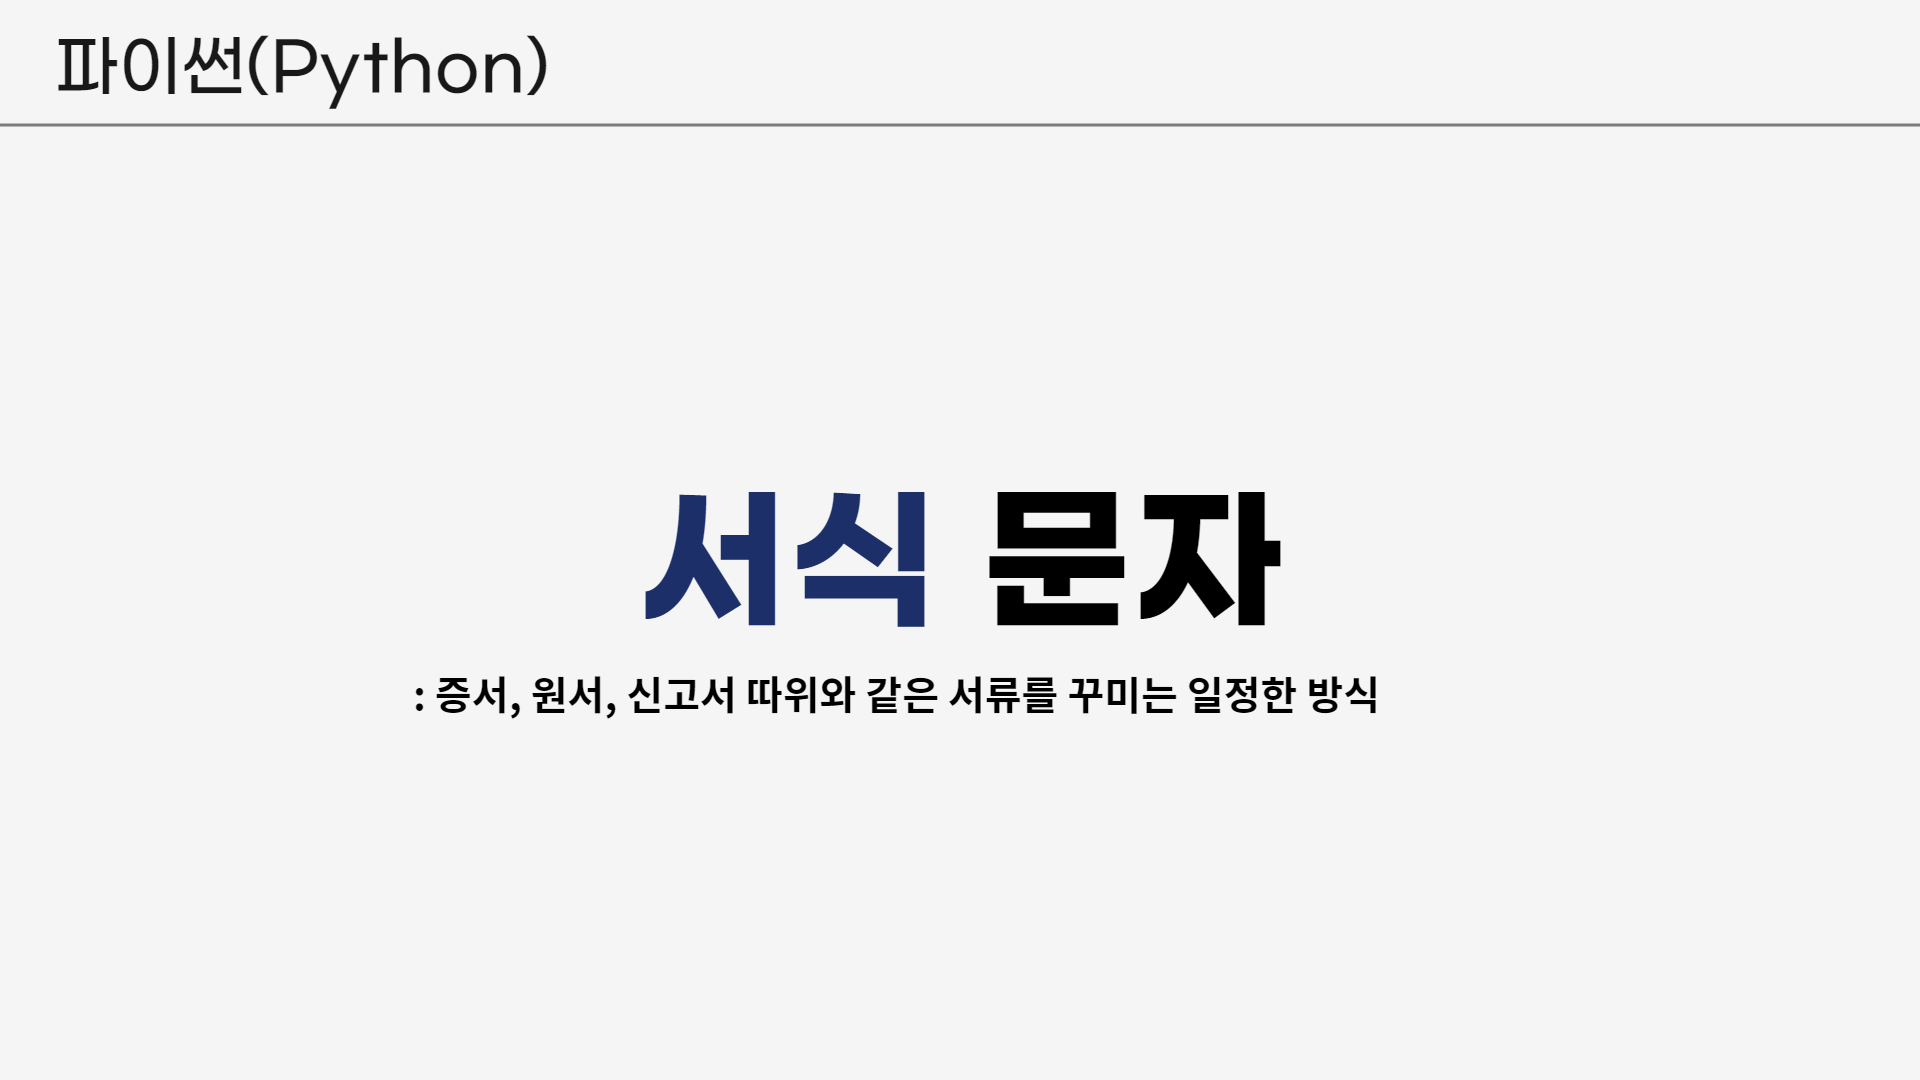 파이썬(Python)
서식 문자
: 증서, 원서, 신고서 따위와 같은 서류를 꾸미는 일정한 방식